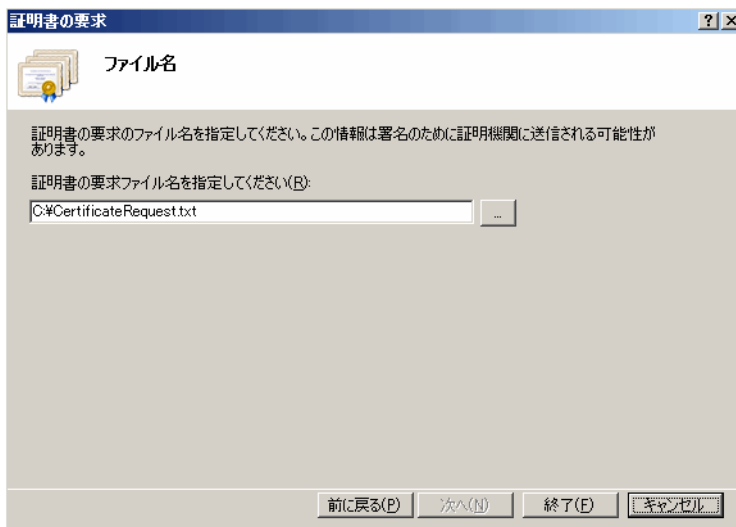 証明書の要求
ファイル名
証明書の要求のファイル名を指定してください。この情報は署名のために証明機関に送信される可能性が
あります。
証明書の要求ファイル名を指定してください(R):
C:¥CertificateRequest.txt
...
前に戻る(P) 次へ(N) 終了(F) キャンセル